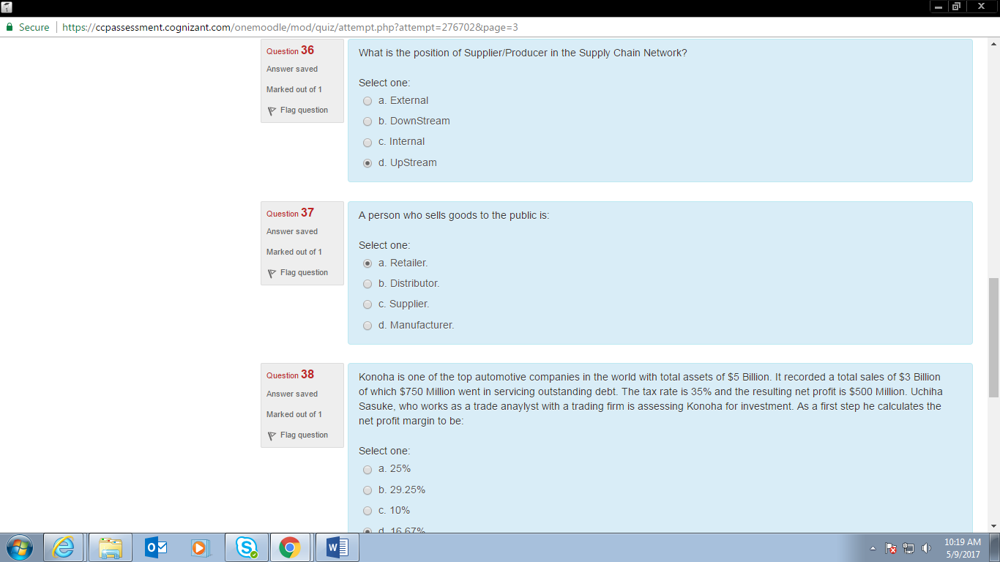 Secure
https://ccpassessment.cognizant.com/onemoodle/mod/quiz/attempt.php?attempt=276702&page=3
Question 36
Answer saved
Marked out of 1
Flag question
What is the position of Supplier/Producer in the Supply Chain Network?
Select one:
a. External
b. DownStream
c. Internal
d. UpStream
Question 37
Answer saved
Marked out of 1
Flag question
A person who sells goods to the public is:
Select one:
a. Retailer.
b. Distributor.
c. Supplier.
d. Manufacturer.
Question 38
Answer saved
Marked out of 1
Flag question
Konoha is one of the top automotive companies in the world with total assets of $5 Billion. It recorded a total sales of $3 Billion
of which $750 Million went in servicing outstanding debt. The tax rate is 35% and the resulting net profit is $500 Million. Uchiha
Sasuke, who works as a trade anaylyst with a trading firm is assessing Konoha for investment. As a first step he calculates the
net profit margin to be:
Select one:
a. 25%
b. 29.25%
c. 10%
d. 16.67%
10:19 AM
5/9/2017